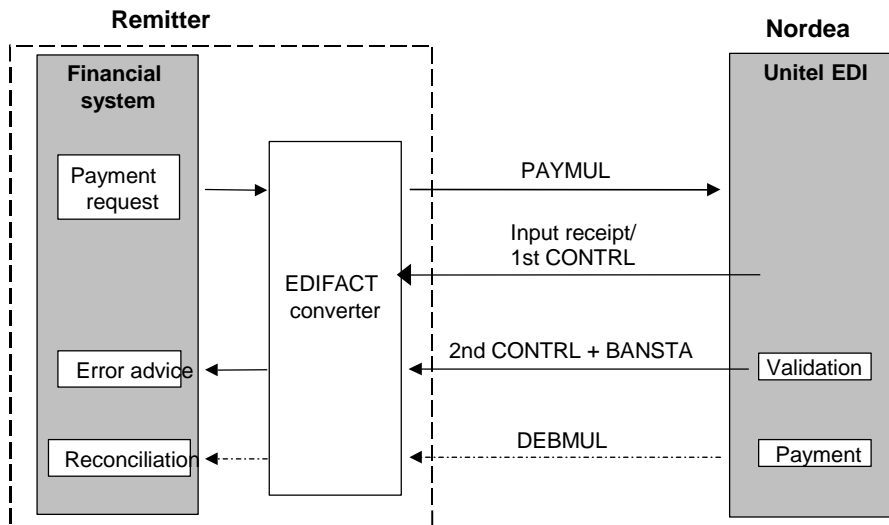 Remitter
Nordea
Financial
system
Unitel EDI
Payment
request
PAYMUL
Input receipt/
1st CONTRL
EDIFACT
converter
2nd CONTRL + BANSTA
Error advice
Validation
DEBMUL
Reconciliation
Payment